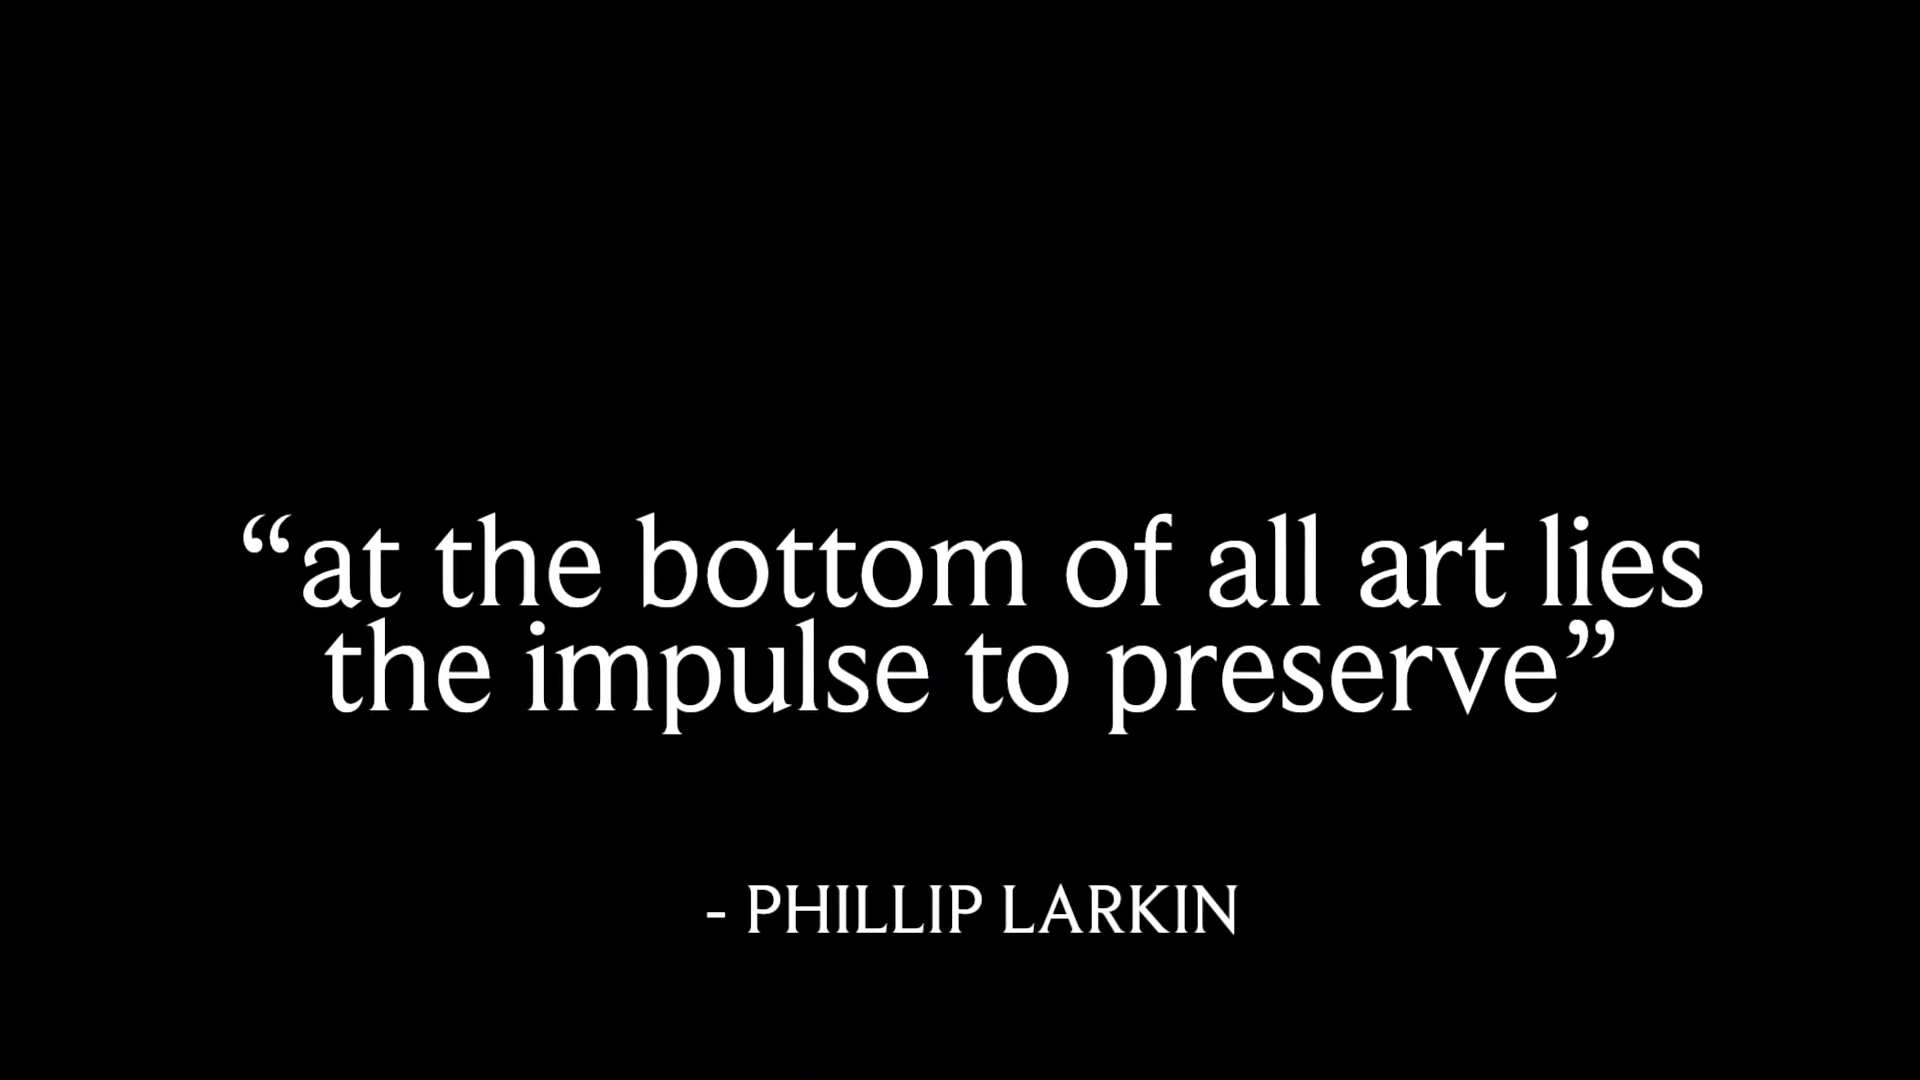 “at the bottom of all art lies
the impulse to preserve”
- PHILLIP LARKIN